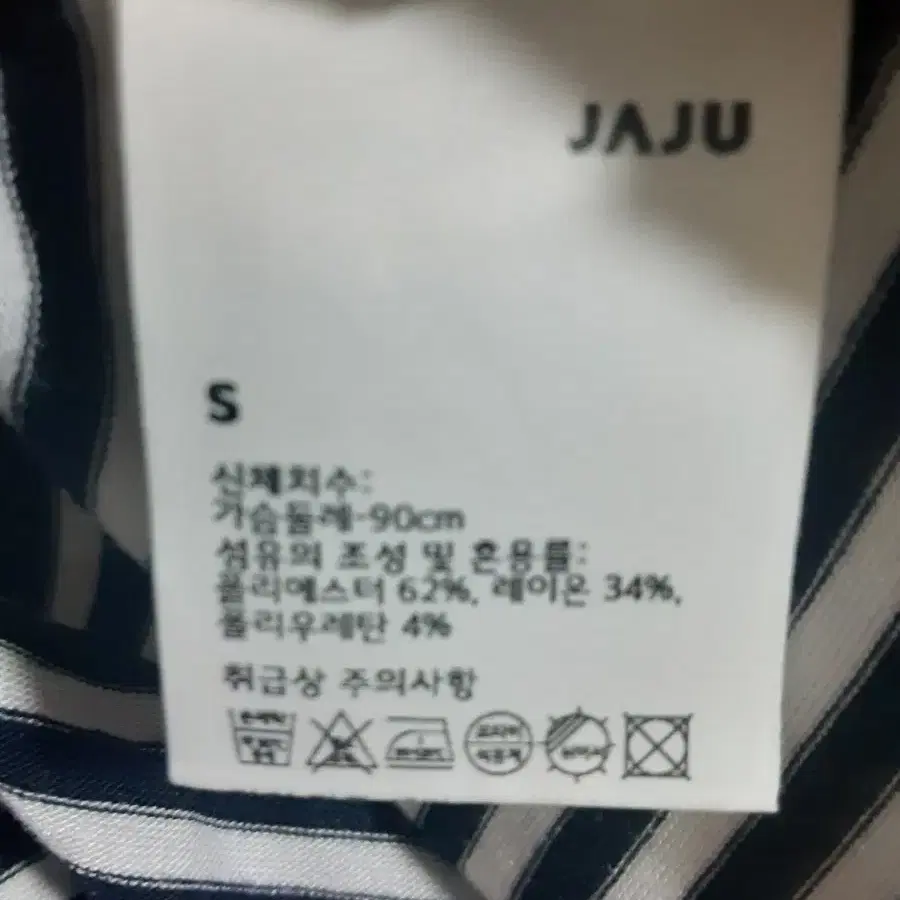 JAJU
S
신체치수:
가슴둘레-90cm
섬유의 조성 및 혼용률:
폴리에스터 62%, 레이온 34%,
폴리우레탄 4%
취급상 주의사항